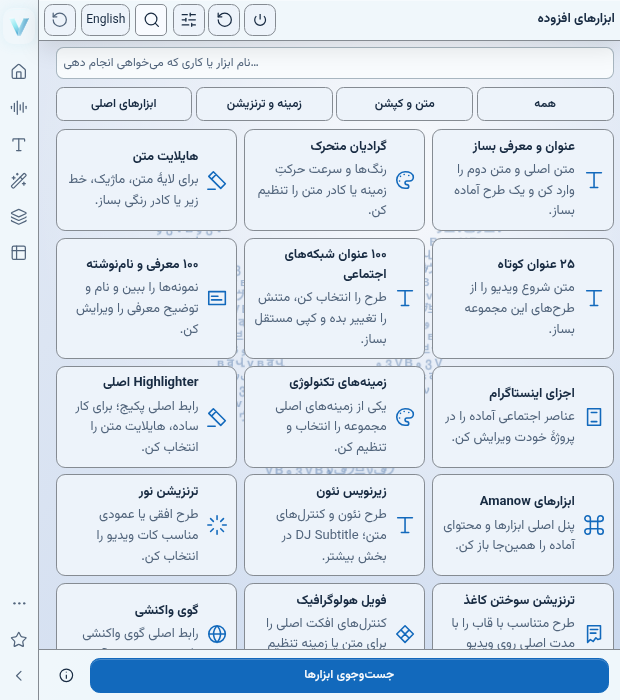 ابزارهای افزوده
English
نام ابزار یا کاری که می‌خواهی انجام دهی…
همه
متن و کپشن
زمینه و ترنزیشن
ابزارهای اصلی
عنوان و معرفی بساز
متن اصلی و متن دوم را
وارد کن و یک طرح آماده
بساز.
گرادیان متحرک
رنگ‌ها و سرعت حرکتِ
زمینه یا کادر متن را تنظیم
کن.
هایلایت متن
برای لایهٔ متن، ماژیک، خط
زیر یا کادر رنگی بساز.
۲۵ عنوان کوتاه
متن شروع ویدیو را از
طرح‌های این مجموعه
بساز.
۱۰۰ عنوان شبکه‌های
اجتماعی
طرح را انتخاب کن، متنش
را تغییر بده و کپی مستقل
بساز.
۱۰۰ معرفی و نام‌نوشته
نمونه‌ها را ببین و نام و
توضیح معرفی را ویرایش
کن.
اجزای اینستاگرام
عناصر اجتماعی آماده را در
پروژهٔ خودت ویرایش کن.
زمینه‌های تکنولوژی
یکی از زمینه‌های اصلی
مجموعه را انتخاب و
تنظیم کن.
Highlighter اصلی
رابط اصلی پکیج؛ برای کار
ساده، هایلایت متن را
انتخاب کن.
ابزارهای Amanow
پنل اصلی ابزارها و محتوای
آماده را همین‌جا باز کن.
زیرنویس نئون
طرح نئون و کنترل‌های
متن؛ DJ Subtitle در
بخش بیشتر.
ترنزیشن نور
طرح افقی یا عمودی
مناسب کات ویدیو را
انتخاب کن.
ترنزیشن سوختن کاغذ
طرح متناسب با قاب را با
مدت اصلی روی ویدیو
فویل هولوگرافیک
کنترل‌های افکت اصلی را
برای متن یا زمینه تنظیم
گوی واکنشی
رابط اصلی گوی واکنشی
جست‌وجوی ابزارها